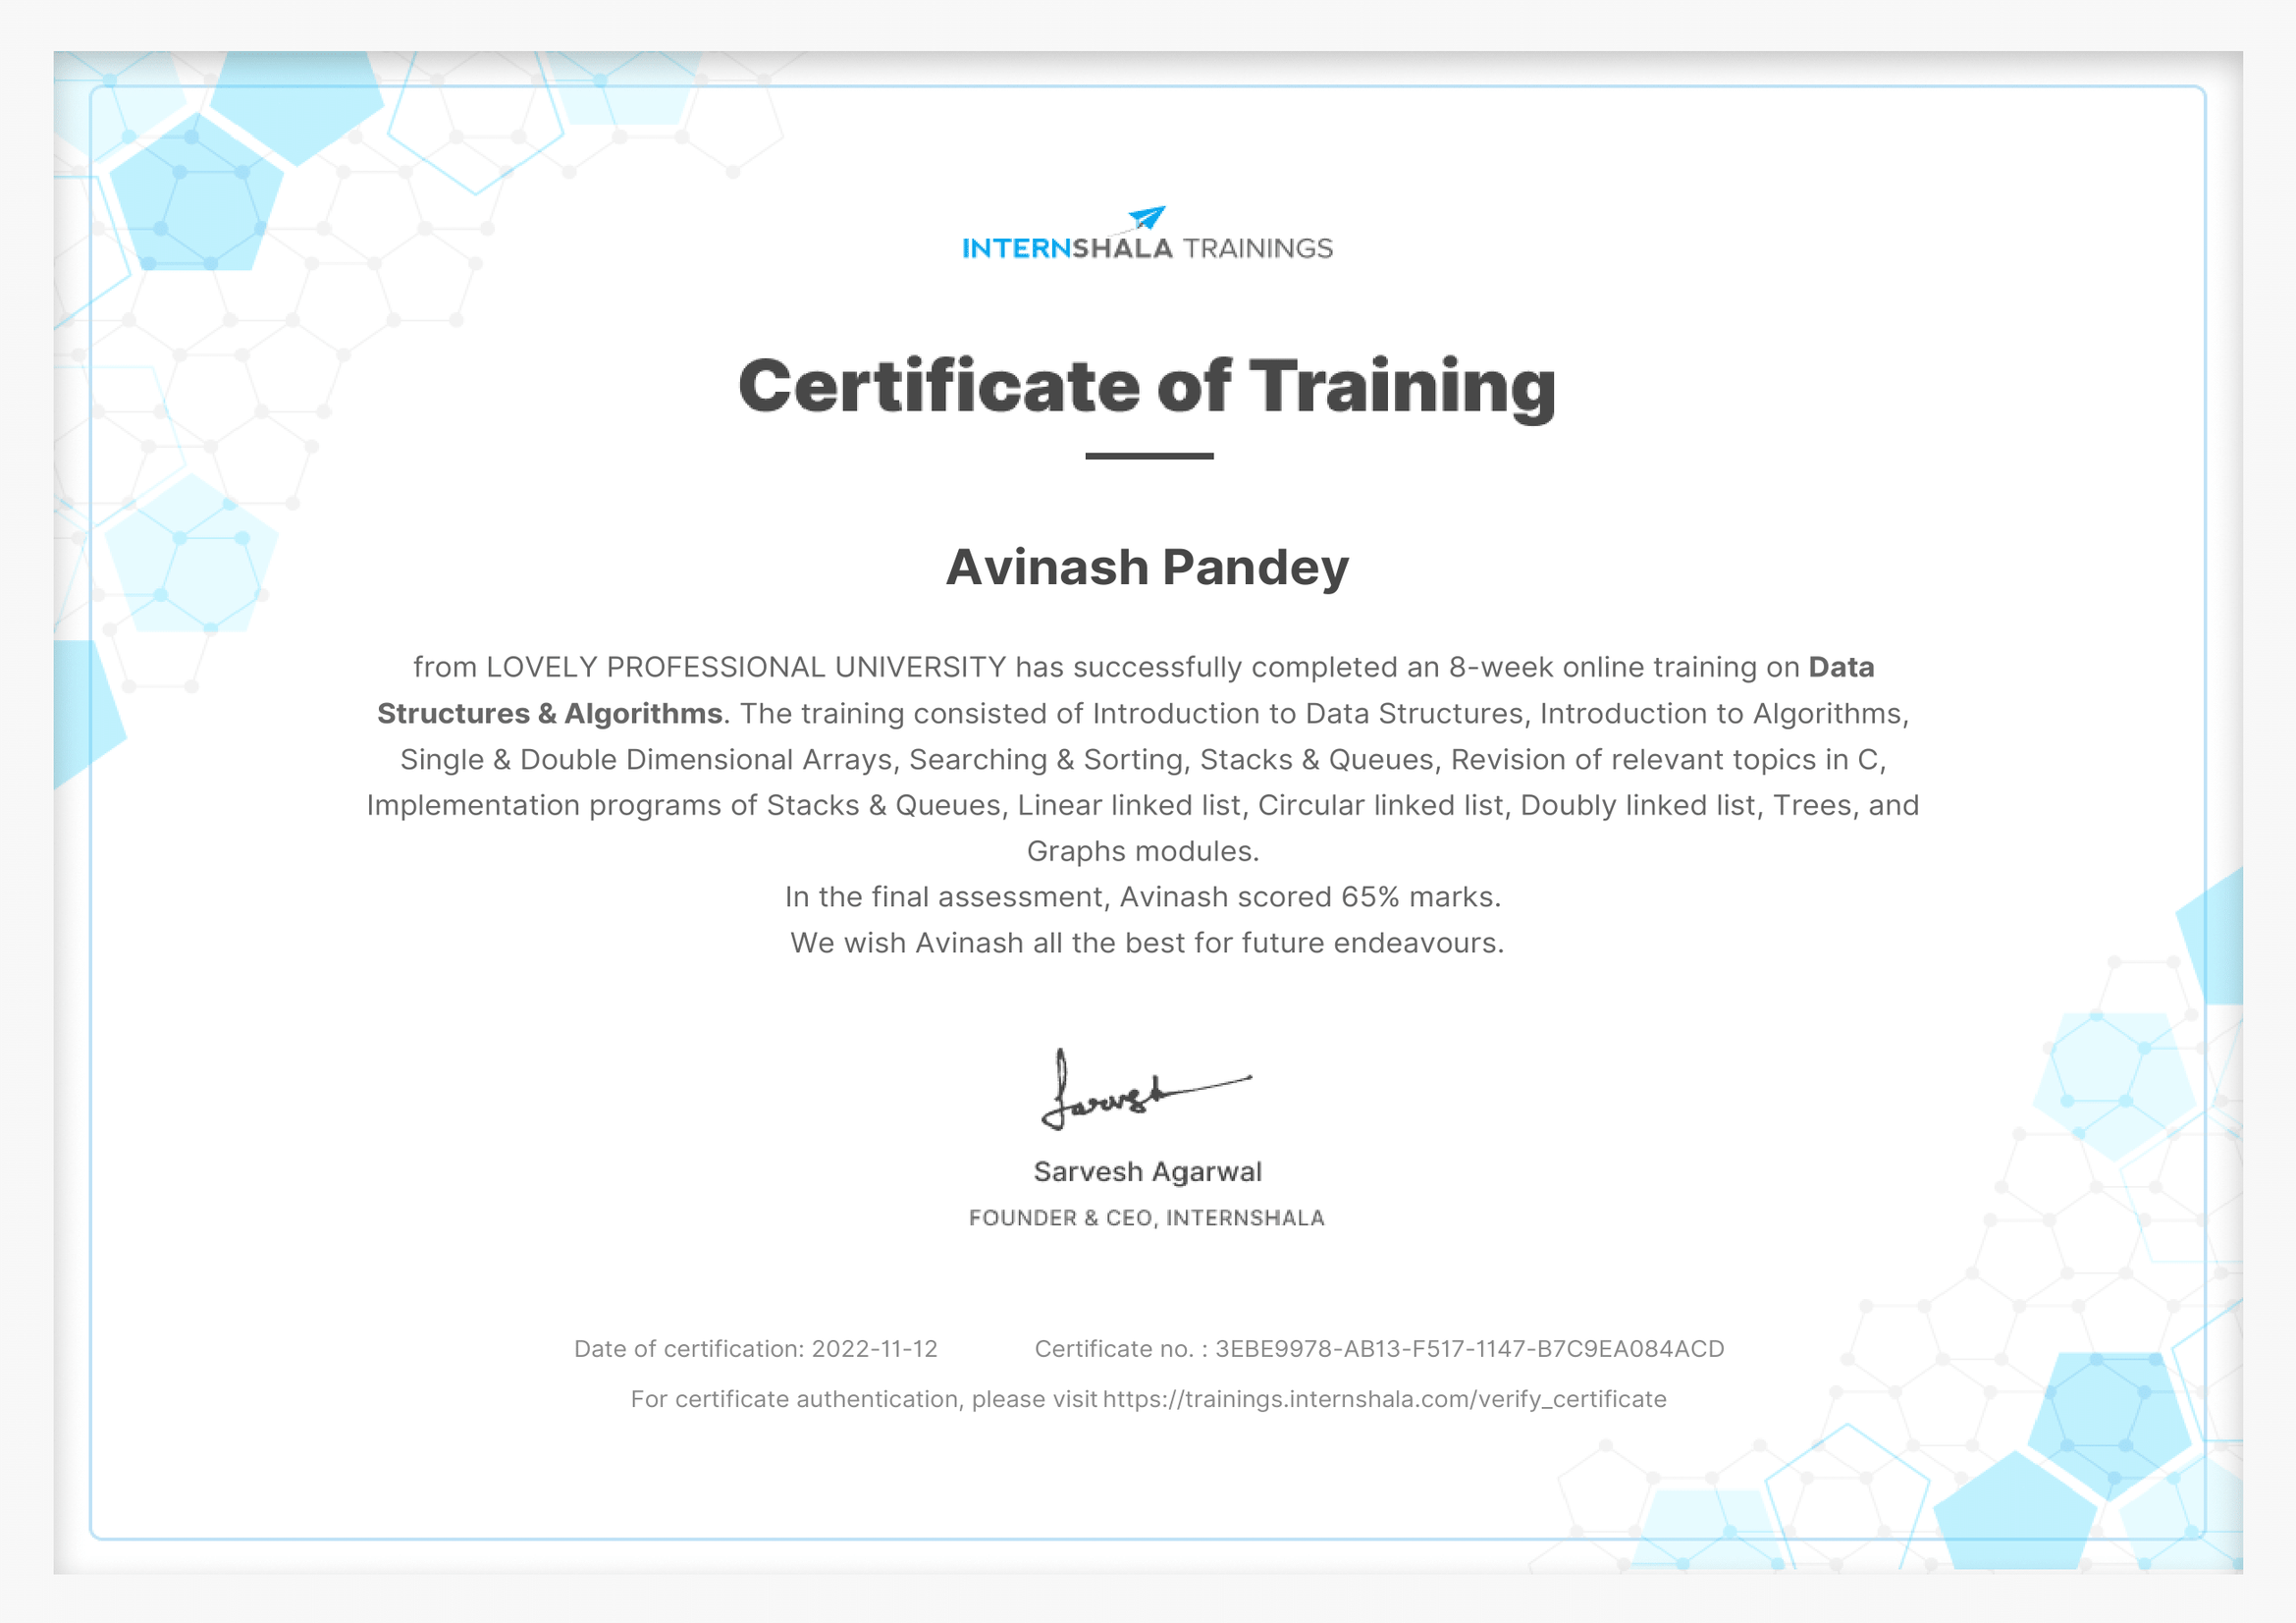 INTERNSHALA TRAININGS
Certificate of Training
Avinash Pandey
from LOVELY PROFESSIONAL UNIVERSITY has successfully completed an 8-week online training on Data
Structures & Algorithms. The training consisted of Introduction to Data Structures, Introduction to Algorithms,
Single & Double Dimensional Arrays, Searching & Sorting, Stacks & Queues, Revision of relevant topics in C,
Implementation programs of Stacks & Queues, Linear linked list, Circular linked list, Doubly linked list, Trees, and
Graphs modules.
In the final assessment, Avinash scored 65% marks.
We wish Avinash all the best for future endeavours.
Sarvesh
Sarvesh Agarwal
FOUNDER & CEO, INTERNSHALA
Date of certification: 2022-11-12 Certificate no. : 3EBE9978-AB13-F517-1147-B7C9EA084ACD
For certificate authentication, please visit https://trainings.internshala.com/verify_certificate